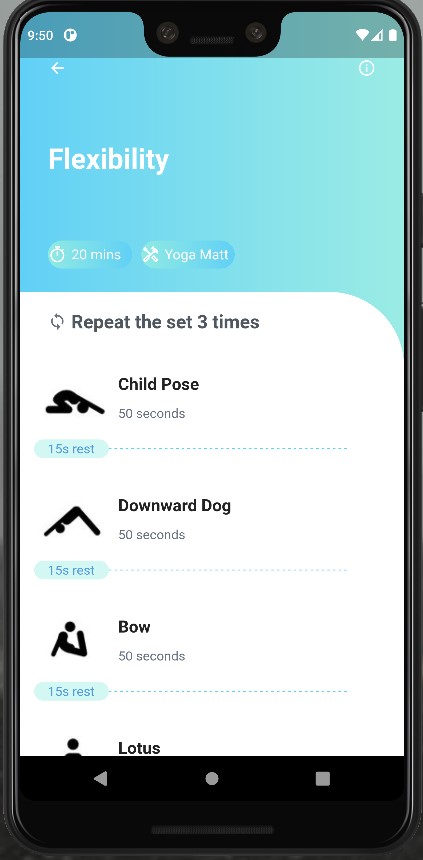 9:50
Flexibility
20 mins
Yoga Matt
Repeat the set 3 times
Child Pose
50 seconds
15s rest
Downward Dog
50 seconds
15s rest
Bow
50 seconds
15s rest
Lotus